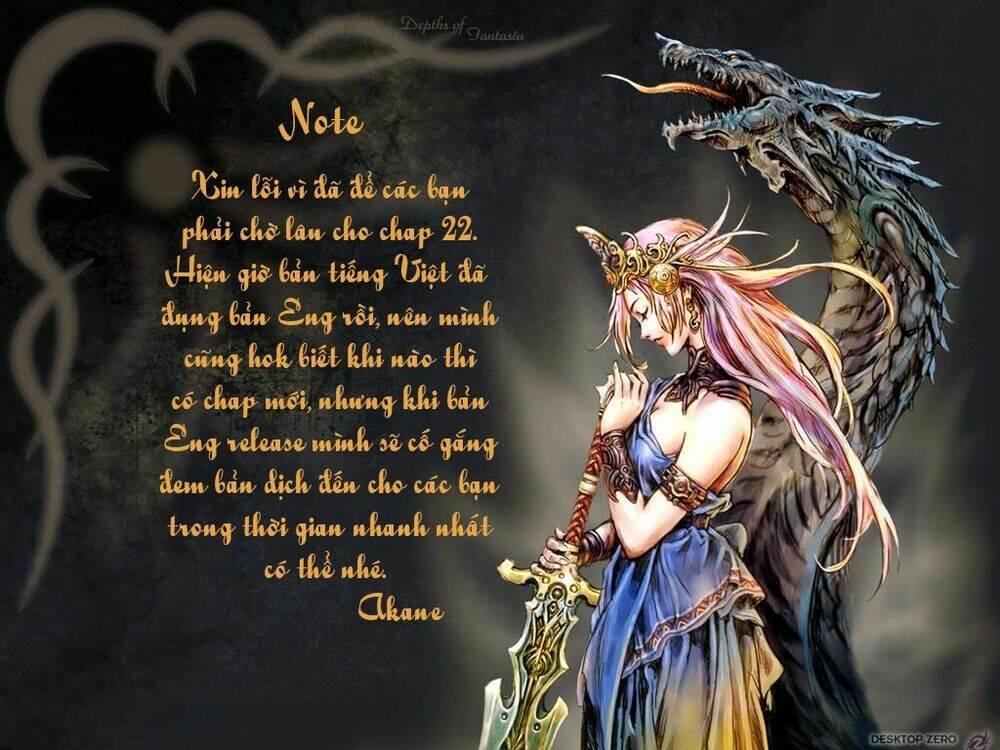 Depths of
Fantasia
Note
Xin lỗi vì đã để các bạn
phải chờ lâu cho chap 22.
Hiện giờ bản tiếng Việt đã
đụng bản Eng rồi, nên mình
cũng hok biết khi nào thì
có chap mới, nhưng khi bản
Eng release mình sẽ cố gắng
đem bản dịch đến cho các bạn
trong thời gian nhanh nhất
có thể nhé.
Akane
DESKTOP ZERO